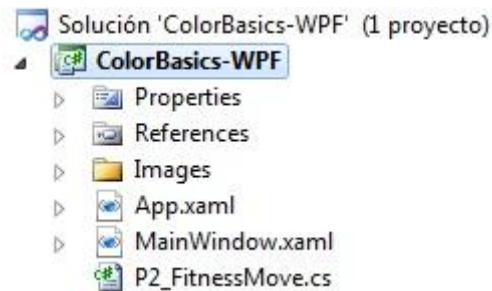 Solución 'ColorBasics-WPF' (1 proyecto)
C# ColorBasics-WPF
Properties
References
Images
App.xaml
MainWindow.xaml
C# P2_FitnessMove.cs